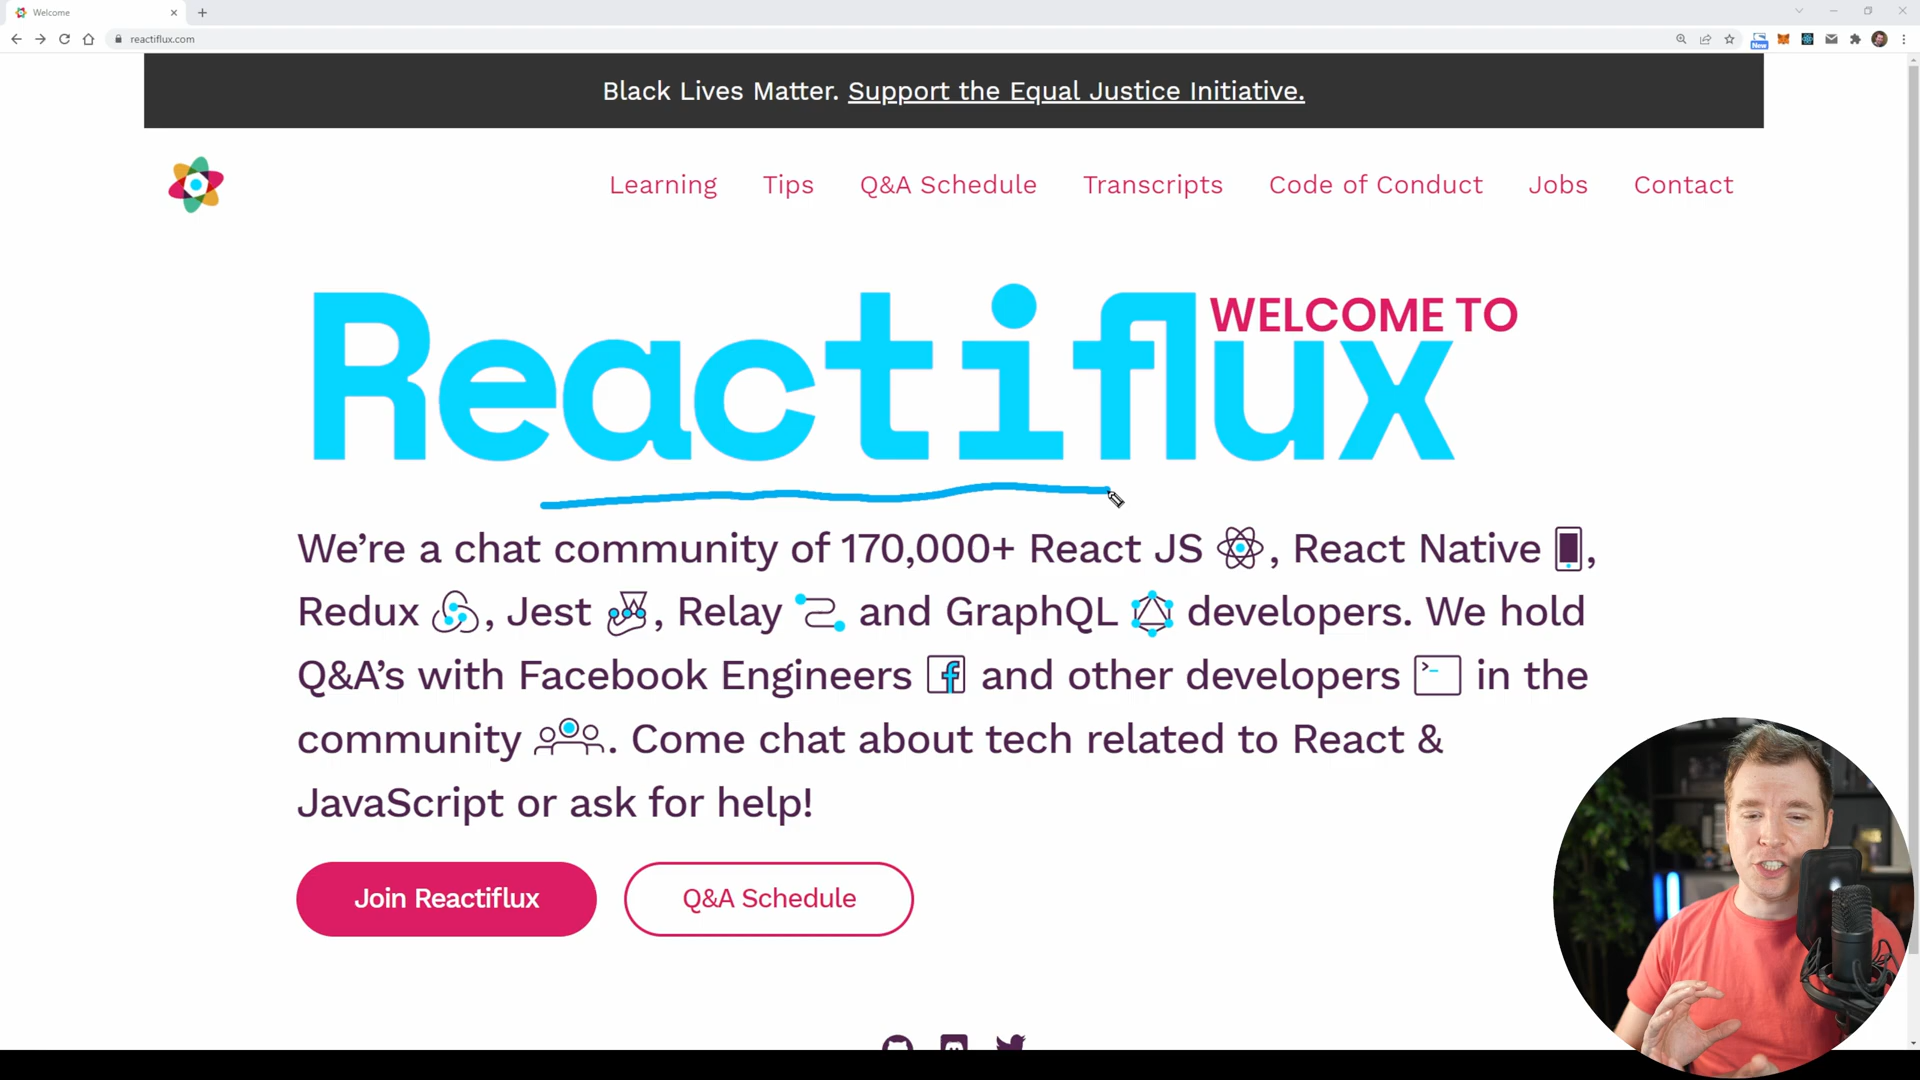 Welcome
reactiflux.com
New
Black Lives Matter. Support the Equal Justice Initiative.
Learning Tips Q&A Schedule Transcripts Code of Conduct Jobs Contact
WELCOME TO
Reactiflux
We’re a chat community of 170,000+ React JS , React Native ,
Redux , Jest , Relay and GraphQL developers. We hold
Q&A’s with Facebook Engineers and other developers in the
community . Come chat about tech related to React &
JavaScript or ask for help!
Join Reactiflux Q&A Schedule